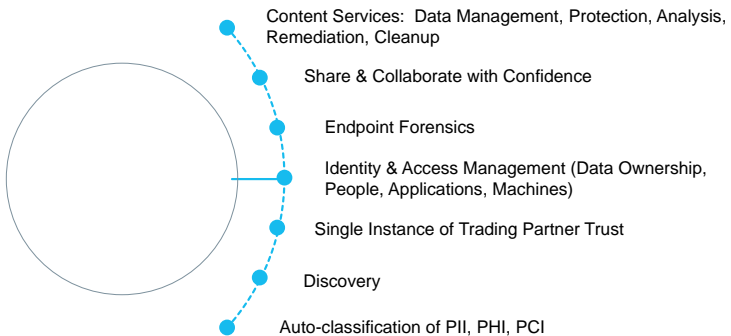 Content Services: Data Management, Protection, Analysis,
Remediation, Cleanup
Share & Collaborate with Confidence
Endpoint Forensics
Identity & Access Management (Data Ownership,
People, Applications, Machines)
Single Instance of Trading Partner Trust
Discovery
Auto-classification of PII, PHI, PCI